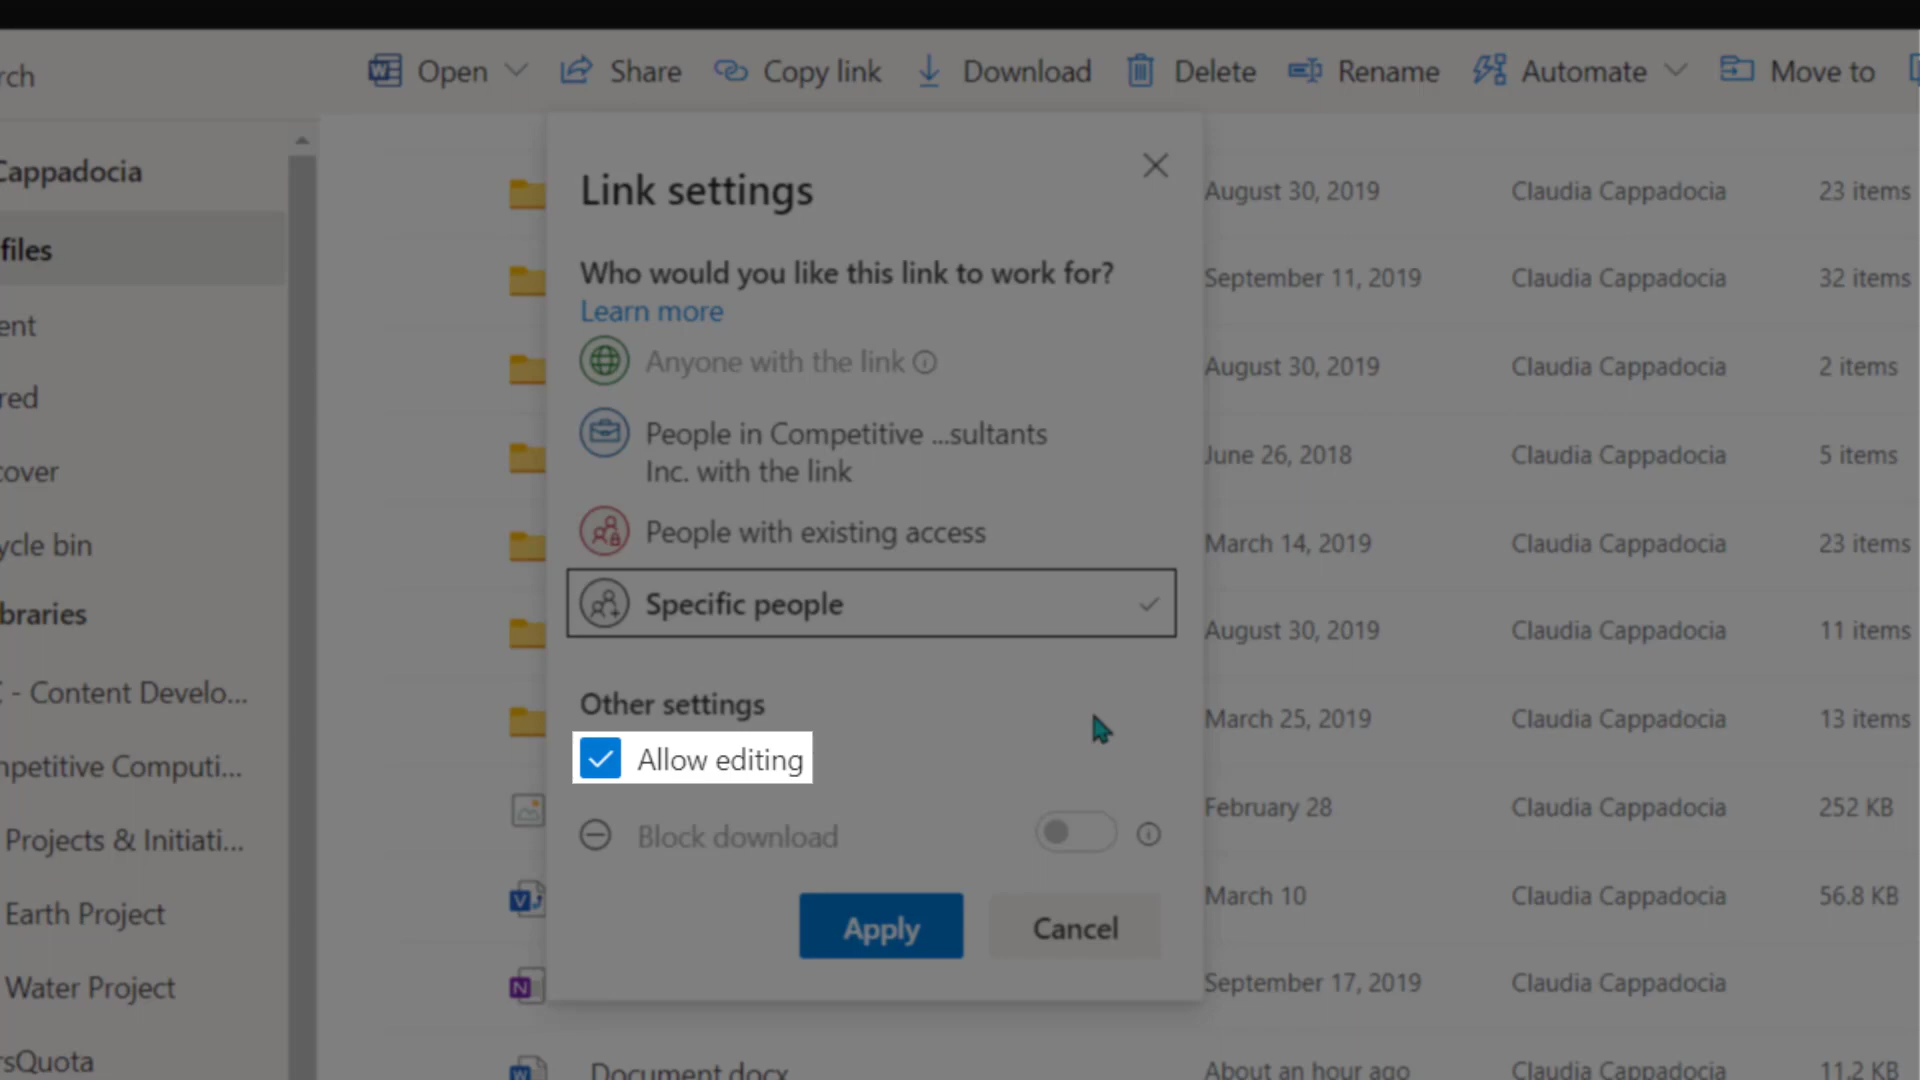 rch
Open
Share
Copy link
Download
Delete
Rename
Automate
Move to
Cappadocia
files
ent
red
cover
ycle bin
braries
- Content Develo...
npetitive Computi...
Projects & Initiati...
Earth Project
Water Project
rsQuota
Link settings
Who would you like this link to work for?
Learn more
Anyone with the link
People in Competitive ...sultants
Inc. with the link
People with existing access
Specific people
Other settings
Allow editing
Block download
Apply
Cancel
August 30, 2019 Claudia Cappadocia 23 items
September 11, 2019 Claudia Cappadocia 32 items
August 30, 2019 Claudia Cappadocia 2 items
June 26, 2018 Claudia Cappadocia 5 items
March 14, 2019 Claudia Cappadocia 23 items
August 30, 2019 Claudia Cappadocia 11 items
March 25, 2019 Claudia Cappadocia 13 items
February 28 Claudia Cappadocia 252 KB
March 10 Claudia Cappadocia 56.8 KB
September 17, 2019 Claudia Cappadocia
Document.docx About an hour ago Claudia Cappadocia 11.2 KB